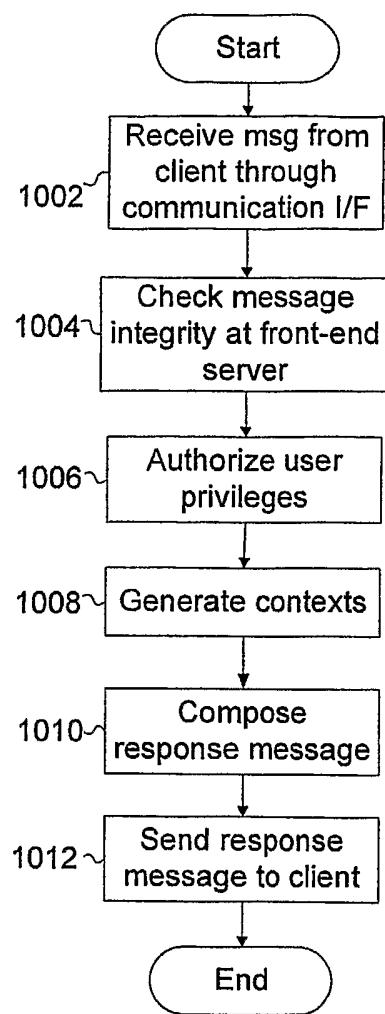 Start
Receive msg from
client through
1002
communication I/F
Check message
1004
integrity at front-end
server
Authorize user
1006
privileges
1008
Generate contexts
Compose
1010
response message
Send response
1012
message to client
End